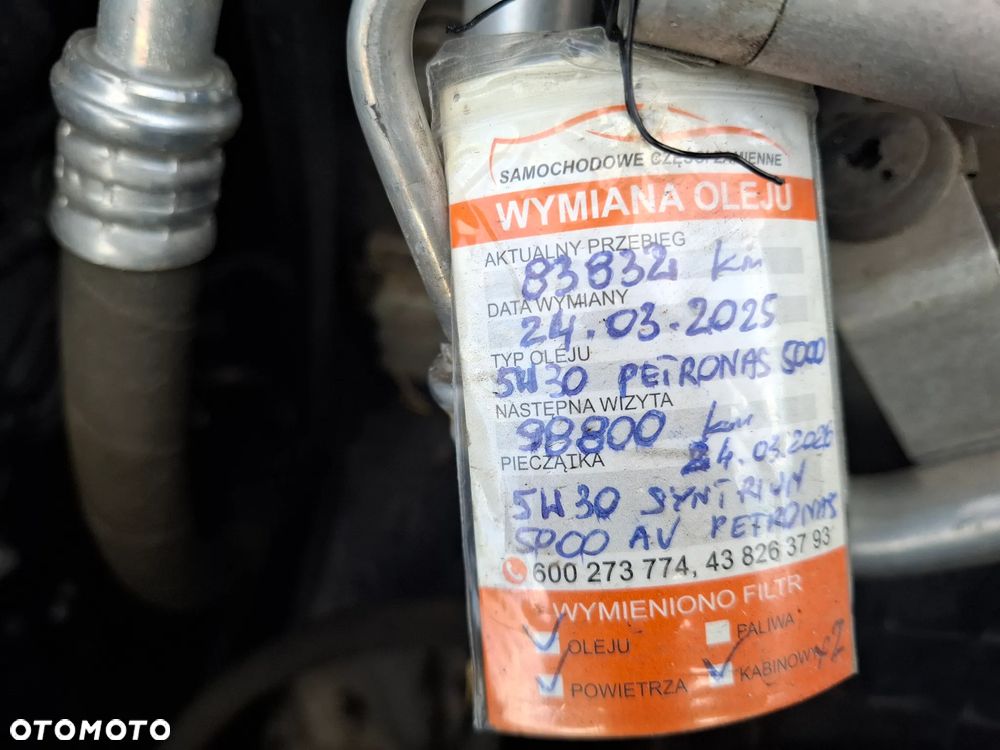 SAMOCHODOWE CZĘŚCI ZAMIENNE
WYMIANA OLEJU
AKTUALNY PRZEBIEG
83832 km
DATA WYMIANY
24.03.2025
TYP OLEJU
5W30 PETRONAS 5000
NASTĘPNA WIZYTA
98800 km
PIECZĄTKA 24.03.2026
5W30 SYNTIUM
5000 AV PETRONAS
600 273 774, 43 826 37 93
WYMIENIONO FILTR
OLEJU PALIWA
POWIETRZA KABINOWY x2
OTOMOTO